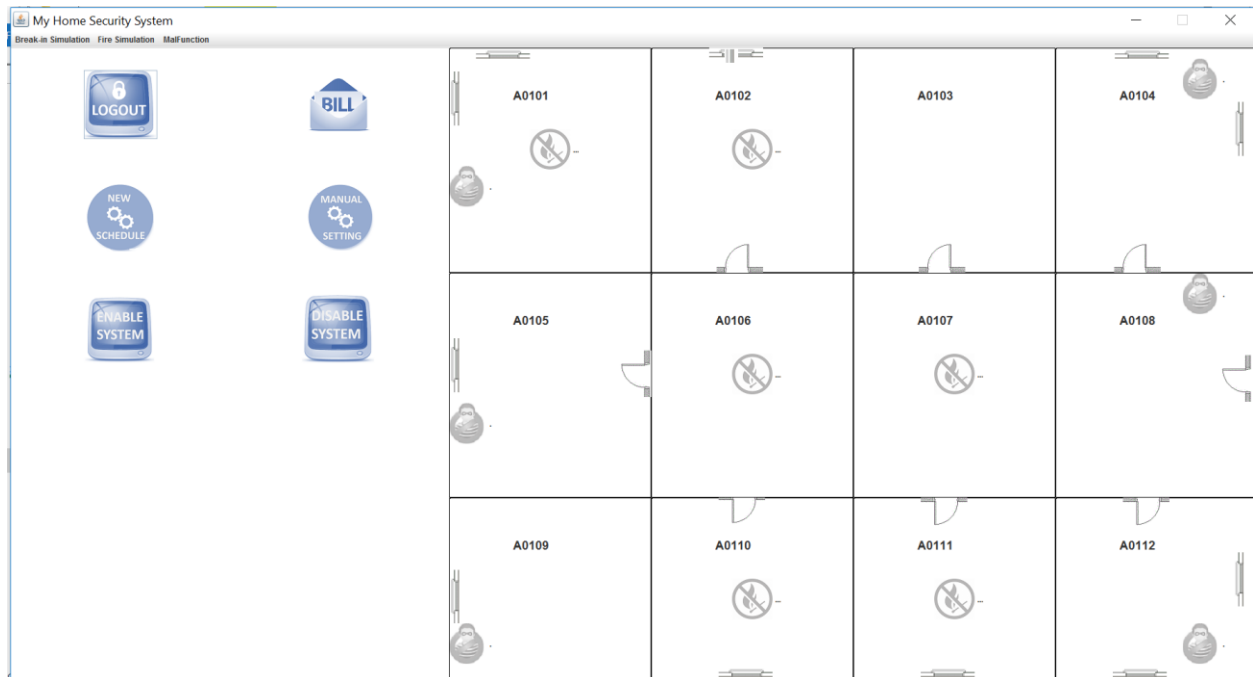 My Home Security System
Break-in Simulation Fire Simulation MalFunction
LOGOUT
BILL
NEW
SCHEDULE
MANUAL
SETTING
ENABLE
SYSTEM
DISABLE
SYSTEM
A0101
A0102
A0103
A0104
A0105
A0106
A0107
A0108
A0109
A0110
A0111
A0112